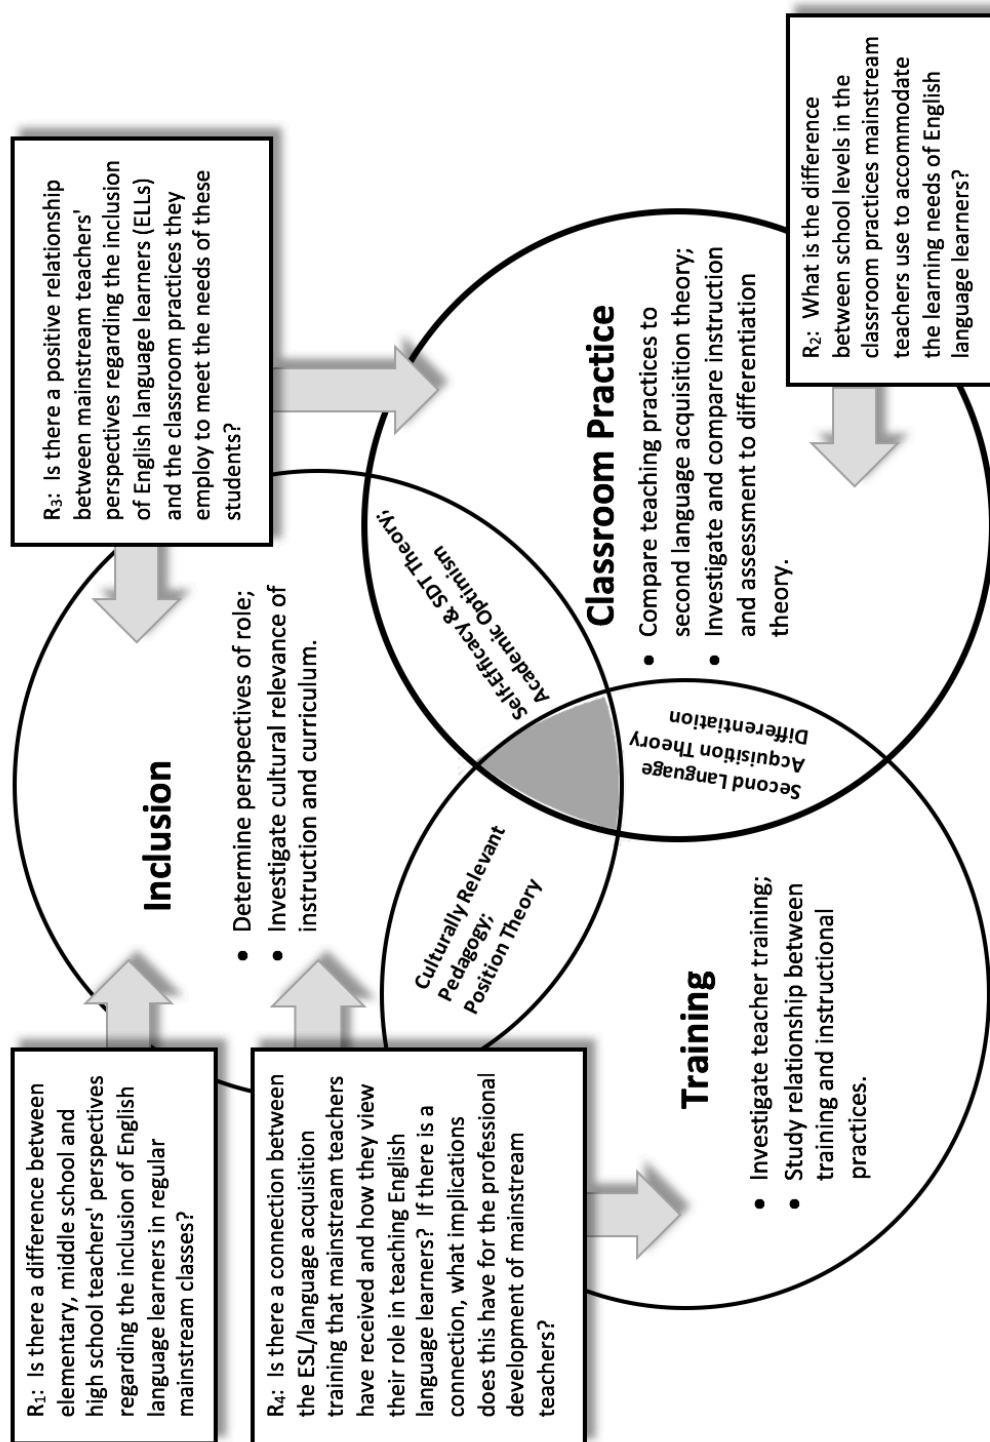 R1: Is there a difference between
elementary, middle school and
high school teachers' perspectives
regarding the inclusion of English
language learners in regular
mainstream classes?
R3: Is there a positive relationship
between mainstream teachers'
perspectives regarding the inclusion
of English language learners (ELLs)
and the classroom practices they
employ to meet the needs of these
students?
Inclusion
• Determine perspectives of role;
• Investigate cultural relevance of
instruction and curriculum.
R4: Is there a connection between
the ESL/language acquisition
training that mainstream teachers
have received and how they view
their role in teaching English
language learners? If there is a
connection, what implications
does this have for the professional
development of mainstream
teachers?
Culturally Relevant
Pedagogy;
Position Theory
Self-Efficacy & SDT Theory;
Academic Optimism
Second Language
Acquisition Theory
Differentiation
Training
• Investigate teacher training;
• Study relationship between
training and instructional
practices.
Classroom Practice
• Compare teaching practices to
second language acquisition theory;
• Investigate and compare instruction
and assessment to differentiation
theory.
R2: What is the difference
between school levels in the
classroom practices mainstream
teachers use to accommodate
the learning needs of English
language learners?